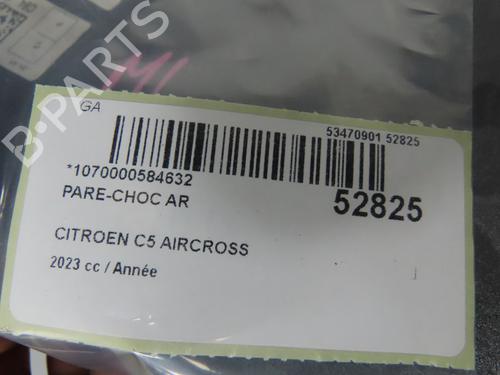 GA
53470901 52825
*1070000584632
PARE-CHOC AR
52825
CITROEN C5 AIRCROSS
2023 cc / Année
B-PARTS